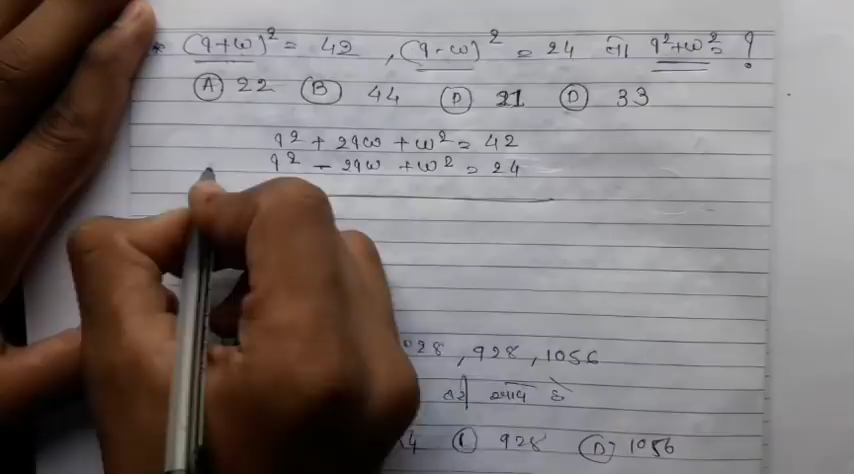 * (q+ω)² = 42 , (q-ω)² = 24 તો q²+ω² = ?
(A) 22 (B) 44 (D) 21 (D) 33
q² + 2qω + ω² = 42
q² - 2qω + ω² = 24
028 , 928 , 1056
4 928 (D) 1056